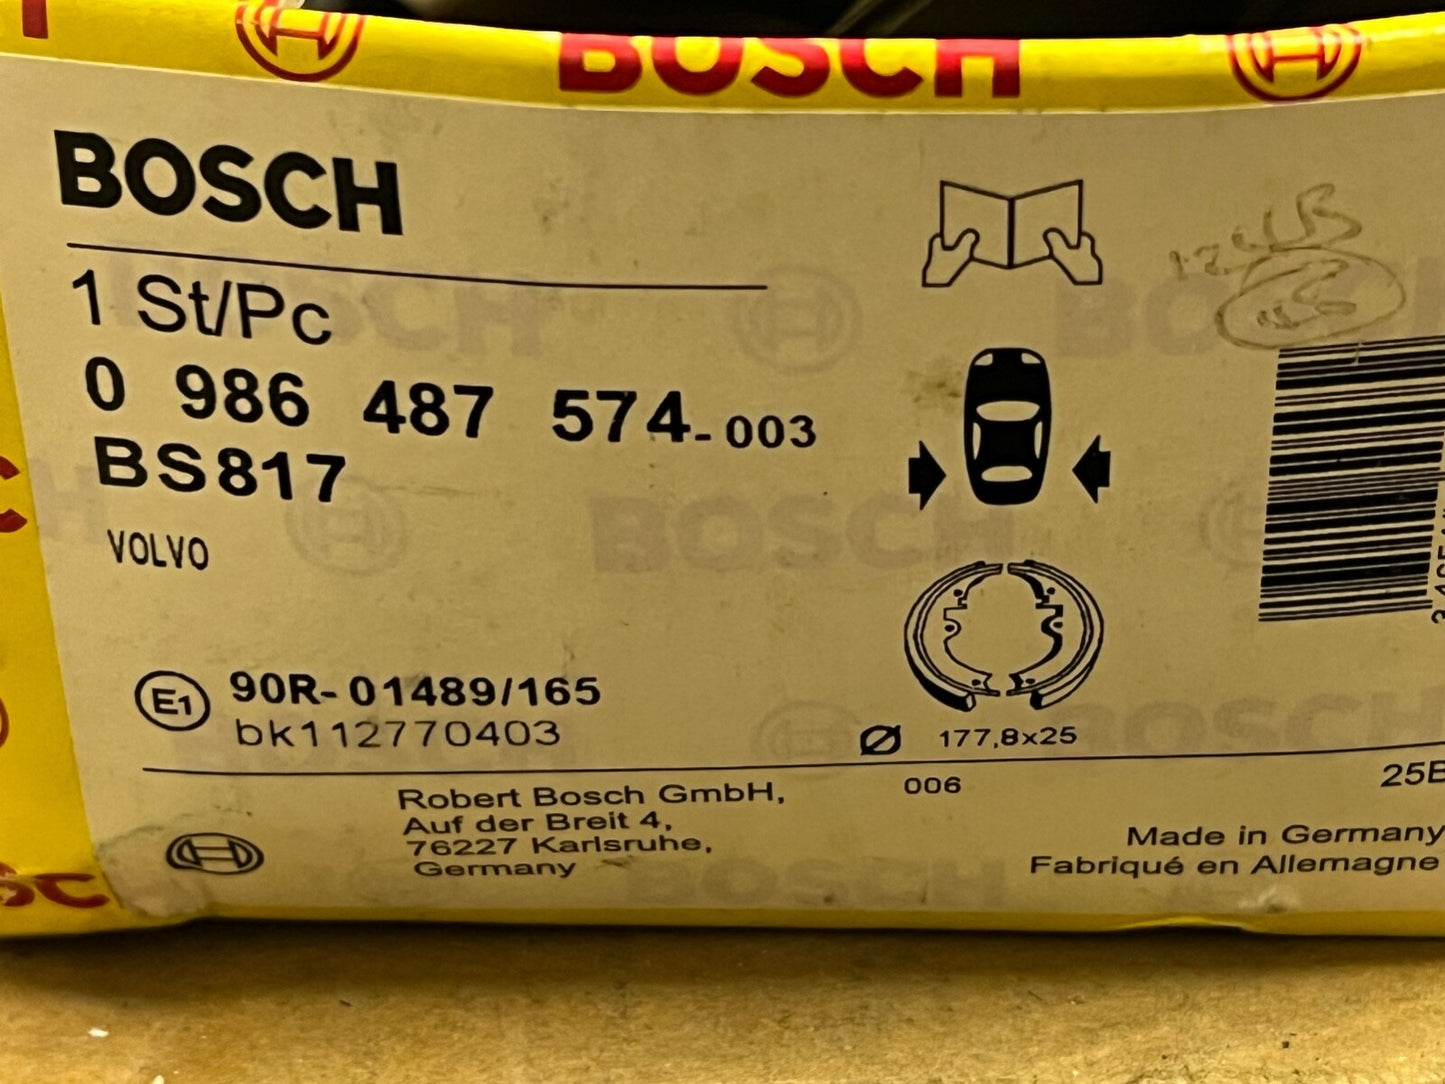 BOSCH
BOSCH
1 St/Pc
0 986 487 574-003
BS817
VOLVO
E1 90R-01489/165
bk112770403
Ø 177,8x25
006
25E
Robert Bosch GmbH,
Auf der Breit 4,
76227 Karlsruhe,
Germany
Made in Germany
Fabriqué en Allemagne